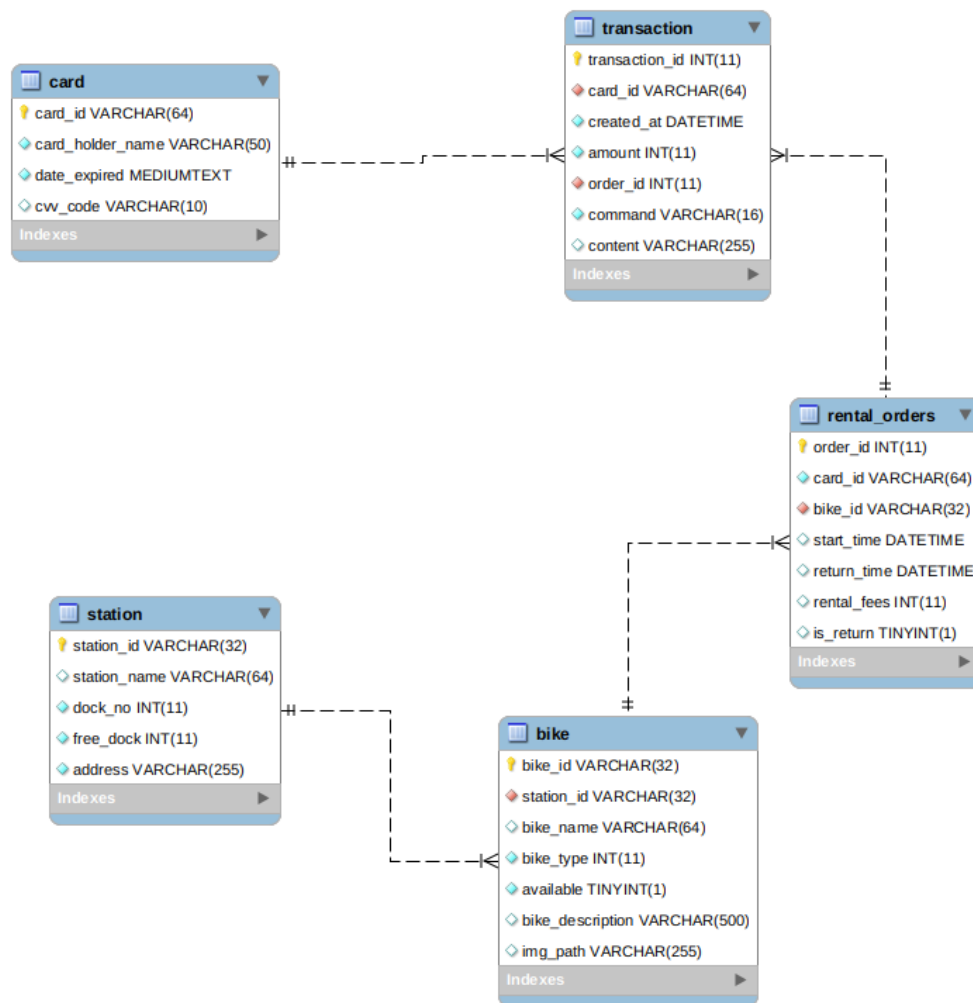 transaction
transaction_id INT(11)
card_id VARCHAR(64)
created_at DATETIME
amount INT(11)
order_id INT(11)
command VARCHAR(16)
content VARCHAR(255)
Indexes
card
card_id VARCHAR(64)
card_holder_name VARCHAR(50)
date_expired MEDIUMTEXT
cvv_code VARCHAR(10)
Indexes
rental_orders
order_id INT(11)
card_id VARCHAR(64)
bike_id VARCHAR(32)
start_time DATETIME
return_time DATETIME
rental_fees INT(11)
is_return TINYINT(1)
Indexes
station
station_id VARCHAR(32)
station_name VARCHAR(64)
dock_no INT(11)
free_dock INT(11)
address VARCHAR(255)
Indexes
bike
bike_id VARCHAR(32)
station_id VARCHAR(32)
bike_name VARCHAR(64)
bike_type INT(11)
available TINYINT(1)
bike_description VARCHAR(500)
img_path VARCHAR(255)
Indexes